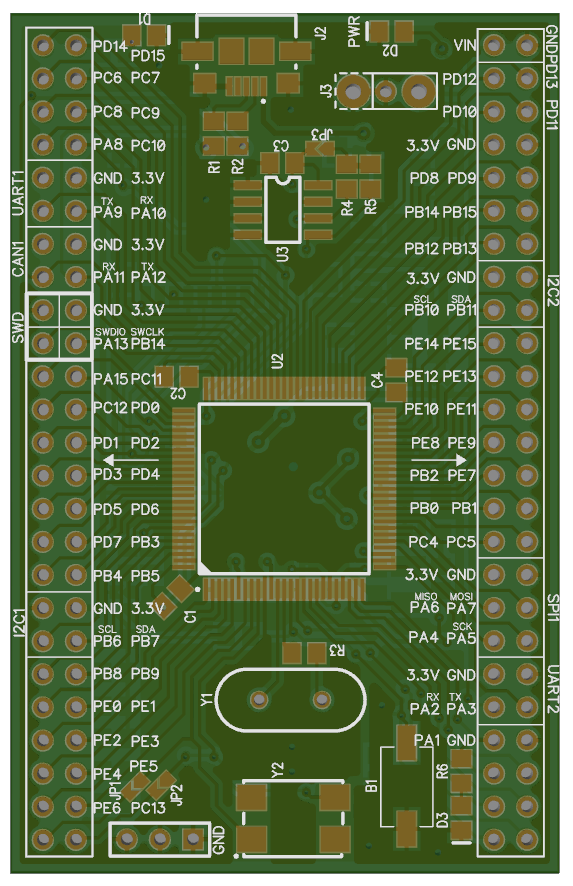 D1
J2
PWR
D2
GND
PD14
PD15
VIN
PD13
PC6 PC7
J3
PD12
PC8 PC9
PD10
PD11
PA8 PC10
R1
R2
C3
JP3
3.3V GND
UART1
GND 3.3V
R4
R5
PD8 PD9
TX RX
PA9 PA10
PB14 PB15
CAN1
GND 3.3V
U3
PB12 PB13
RX TX
PA11 PA12
3.3V GND
I2C2
SWD
GND 3.3V
SCL SDA
PB10 PB11
SWDIO SWCLK
PA13 PB14
PE14 PE15
U2
PA15 PC11
C2
C4
PE12 PE13
PC12 PD0
PE10 PE11
PD1 PD2
PE8 PE9
PD3 PD4
PB2 PE7
PD5 PD6
PB0 PB1
PD7 PB3
PC4 PC5
PB4 PB5
3.3V GND
I2C1
GND 3.3V
C1
MISO MOSI
PA6 PA7
SPI1
SCL SDA
PB6 PB7
SCK
PA4 PA5
R3
PB8 PB9
3.3V GND
UART2
PE0 PE1
Y1
RX TX
PA2 PA3
PE2 PE3
PA1 GND
PE4 PE5
JP1
JP2
Y2
B1
R6
PE6 PC13
GND
D3